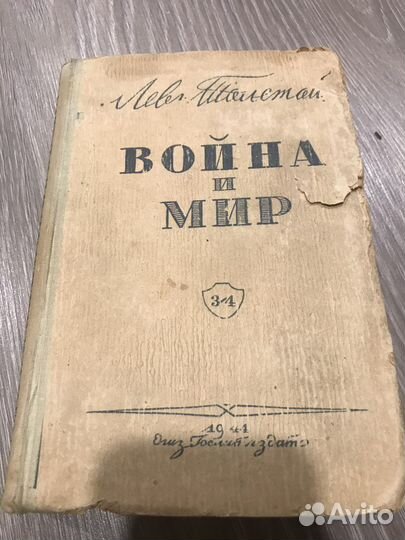 Лев Толстой
ВОЙНА
И
МИР
3-4
1941
Огиз Гослитиздат
Avito